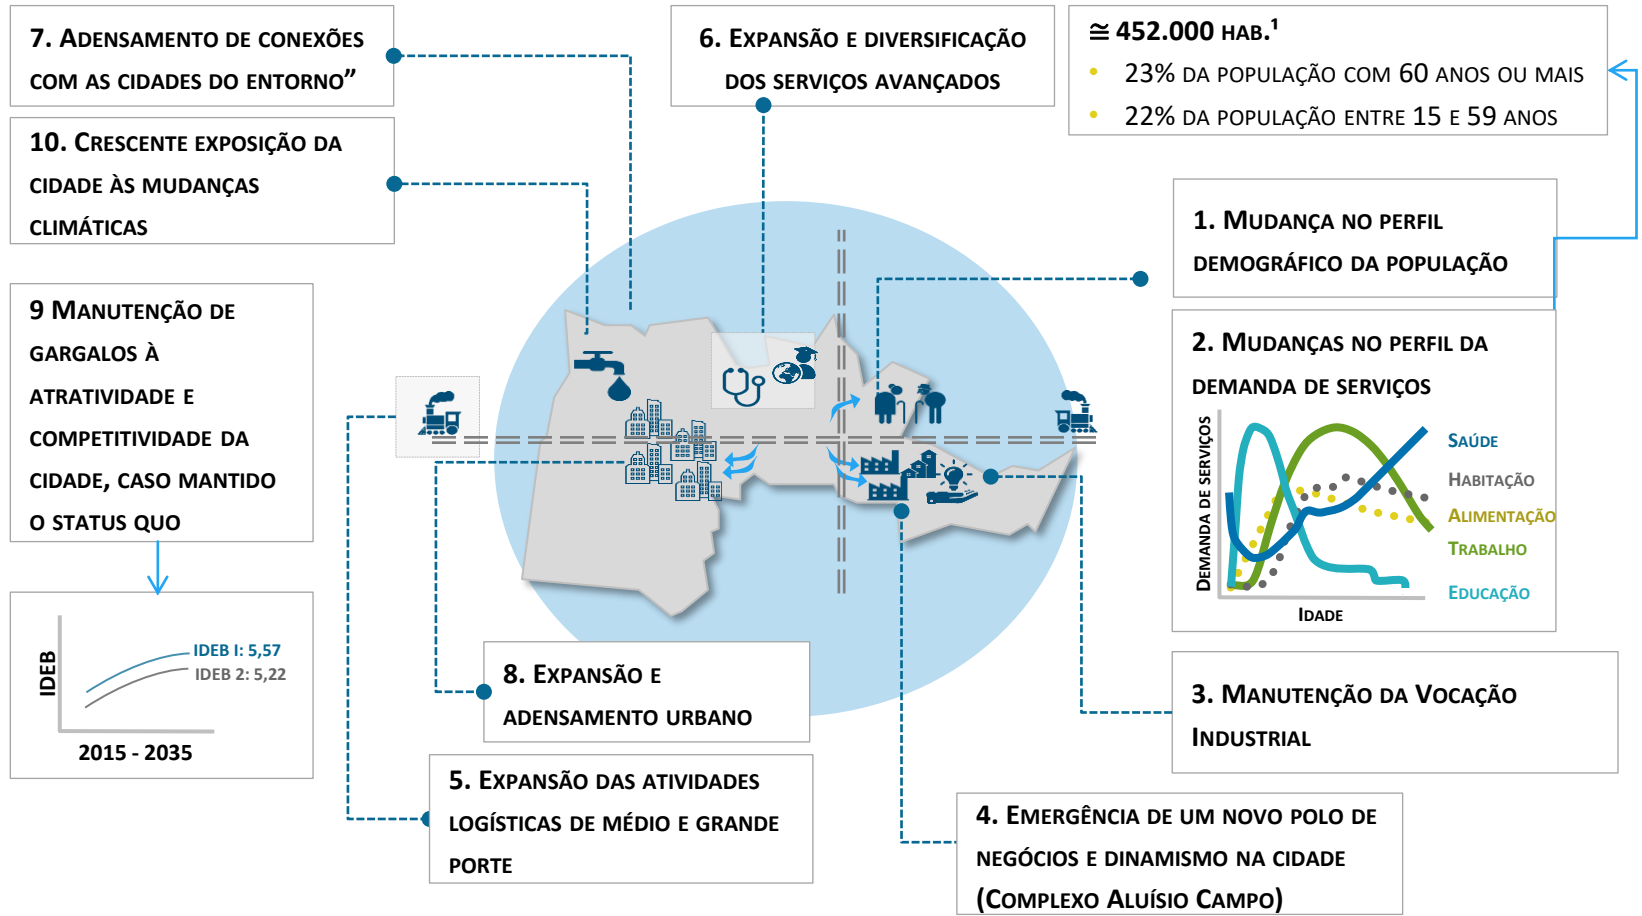 7. Adensamento de conexões
com as cidades do entorno”
10. Crescente exposição da
cidade às mudanças
climáticas
9 Manutenção de
gargalos à
atratividade e
competitividade da
cidade, caso mantido
o status quo
IDEB
IDEB I: 5,57
IDEB 2: 5,22
2015 - 2035
6. Expansão e diversificação
dos serviços avançados
≅ 452.000 hab.¹
• 23% da população com 60 anos ou mais
• 22% da população entre 15 e 59 anos
1. Mudança no perfil
demográfico da população
2. Mudanças no perfil da
demanda de serviços
Demanda de serviços
Saúde
Habitação
Alimentação
Trabalho
Educação
Idade
3. Manutenção da Vocação
Industrial
8. Expansão e
adensamento urbano
5. Expansão das atividades
logísticas de médio e grande
porte
4. Emergência de um novo polo de
negócios e dinamismo na cidade
(Complexo Aluísio Campo)